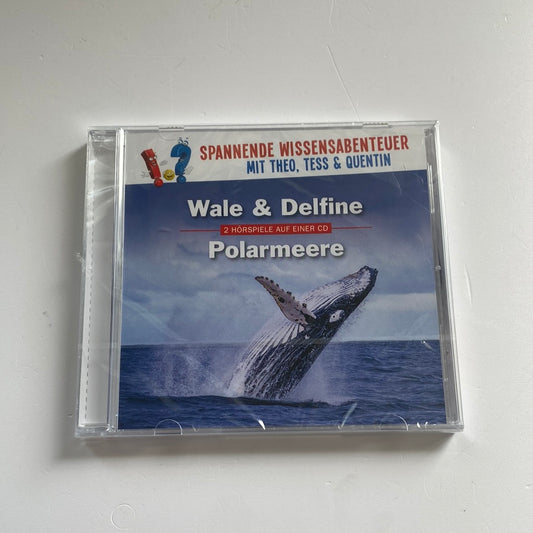 !?
SPANNENDE WISSENSABENTEUER
MIT THEO, TESS & QUENTIN
Wale & Delfine
2 HÖRSPIELE AUF EINER CD
Polarmeere